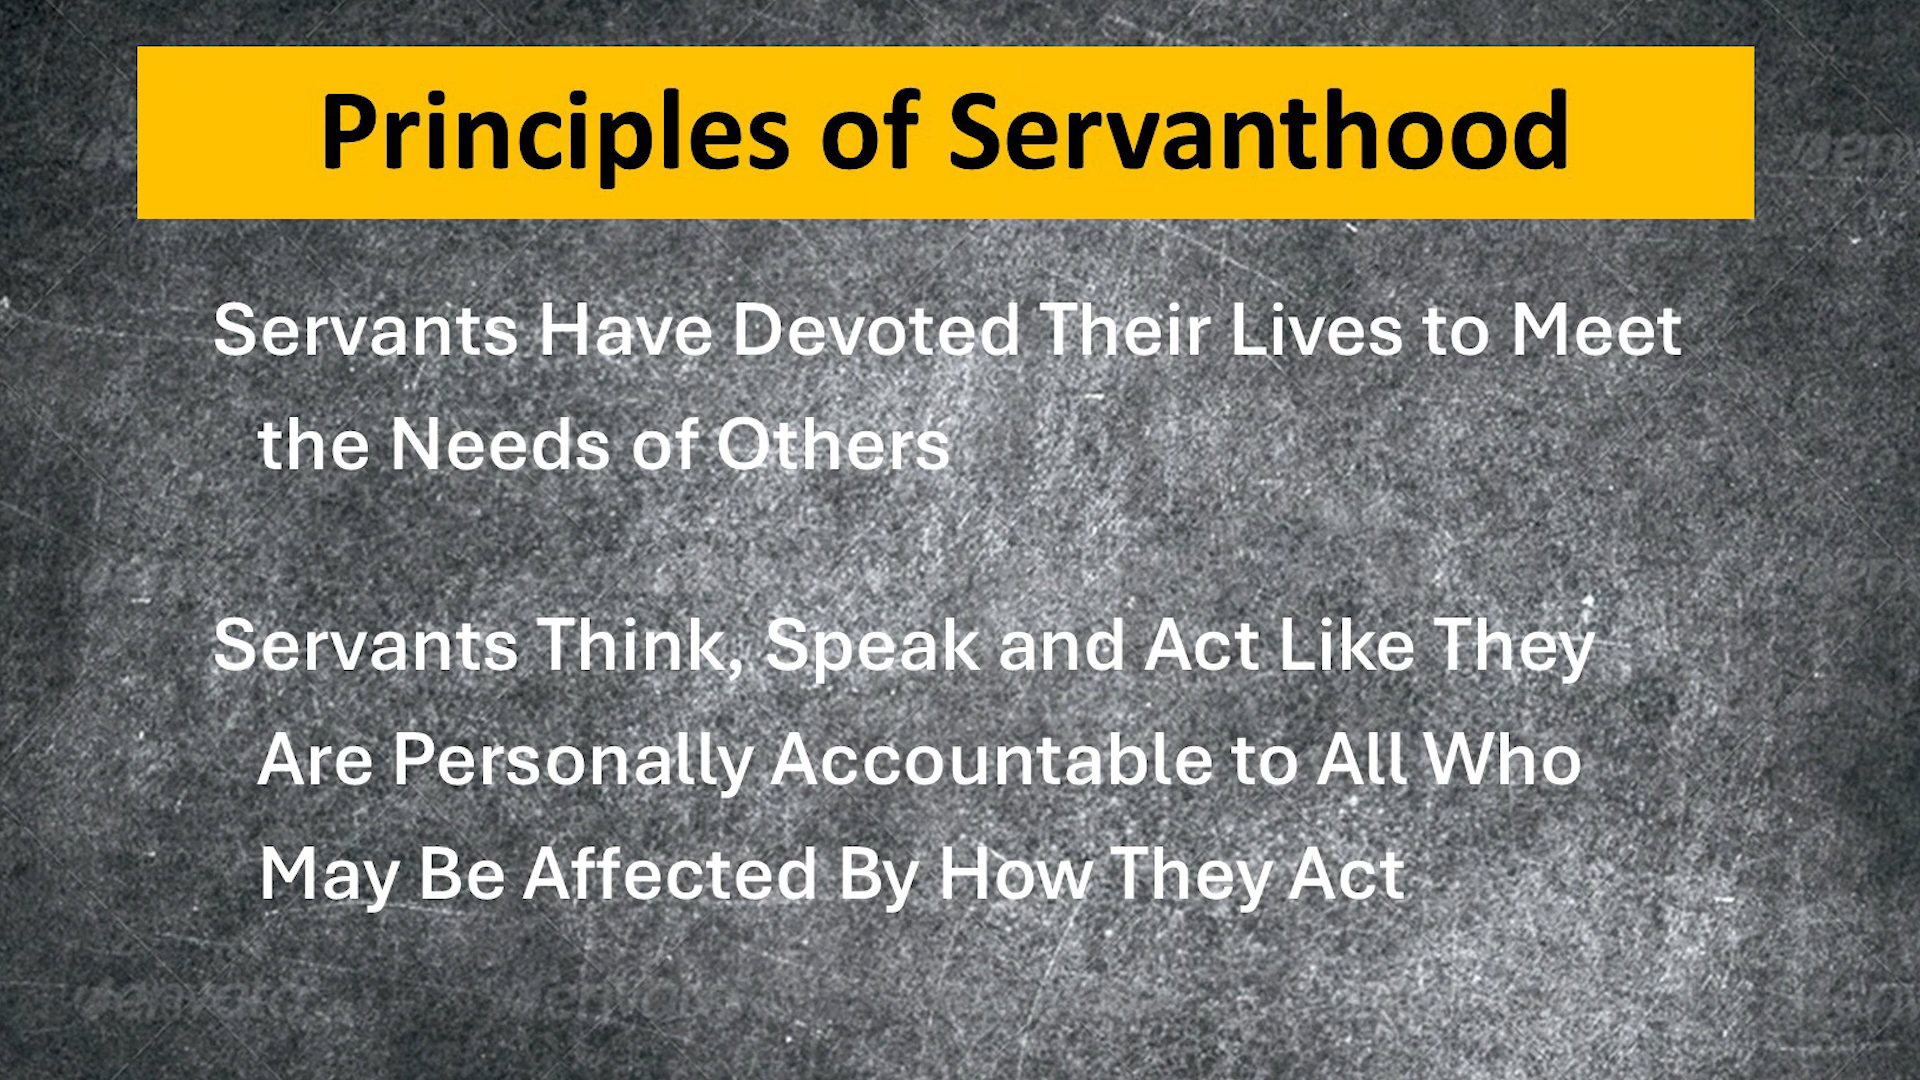 Principles of Servanthood
Servants Have Devoted Their Lives to Meet
the Needs of Others
Servants Think, Speak and Act Like They
Are Personally Accountable to All Who
May Be Affected By How They Act